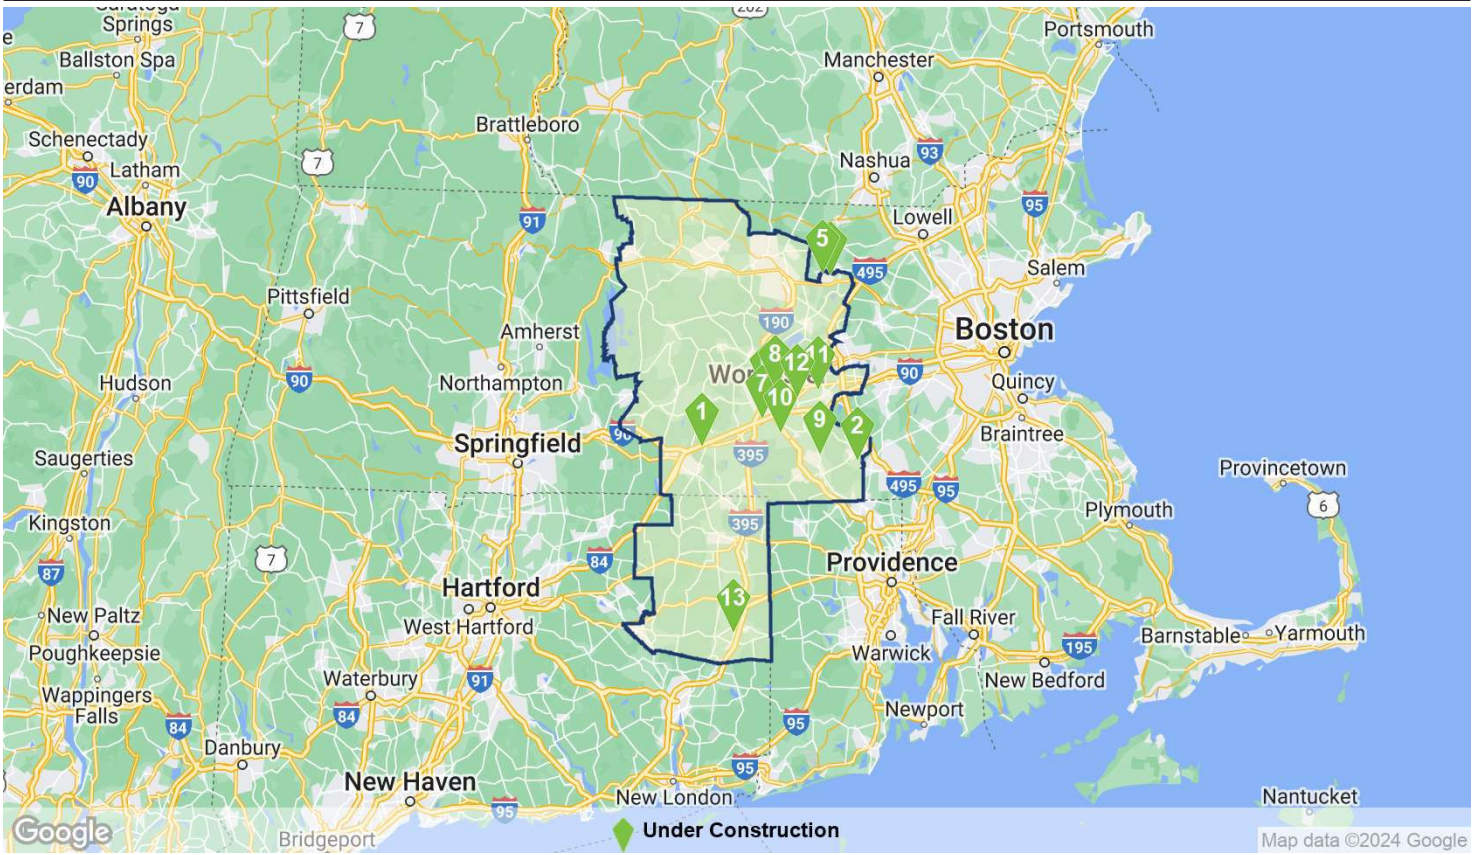 Saratoga
Springs
7
202
Portsmouth
e
Ballston Spa
Manchester
erdam
Brattleboro
Schenectady
93
Nashua
7
90
Latham
Albany
91
Lowell
95
5
495
Salem
Pittsfield
190
Boston
Amherst
8
12
11
Wor
90
Hudson
90
Northampton
7
Quincy
10
1
9
2
90
Braintree
Springfield
395
Saugerties
Provincetown
495
95
6
Plymouth
Kingston
395
7
84
Providence
87
Hartford
13
New Paltz
West Hartford
Fall River
Barnstable
Yarmouth
195
Poughkeepsie
Warwick
Waterbury
91
New Bedford
Wappingers
Falls
84
84
Newport
95
Danbury
95
New Haven
New London
Nantucket
95
Google
Under Construction
Bridgeport
Map data ©2024 Google